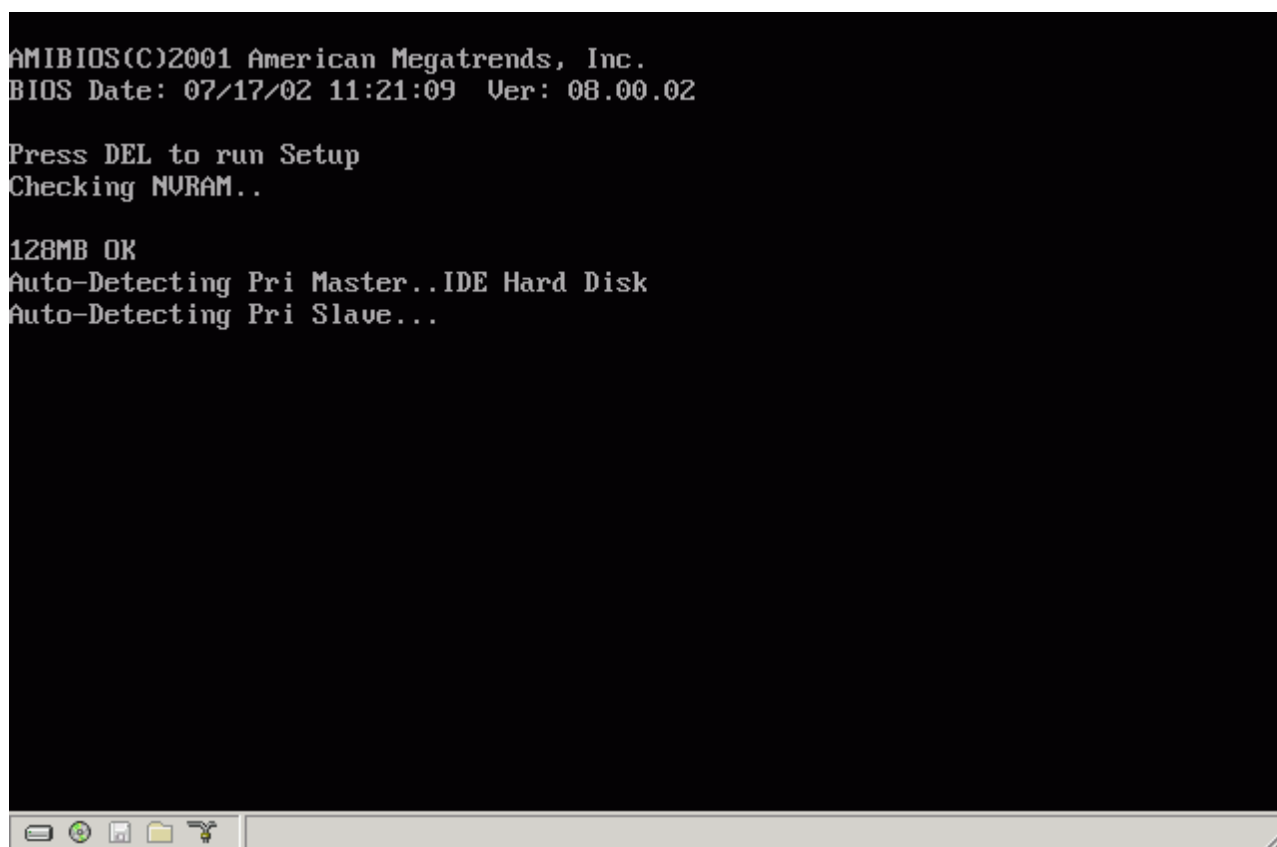 AMIBIOS(C)2001 American Megatrends, Inc.
BIOS Date: 07/17/02 11:21:09 Ver: 08.00.02
Press DEL to run Setup
Checking NVRAM..
128MB OK
Auto-Detecting Pri Master..IDE Hard Disk
Auto-Detecting Pri Slave...